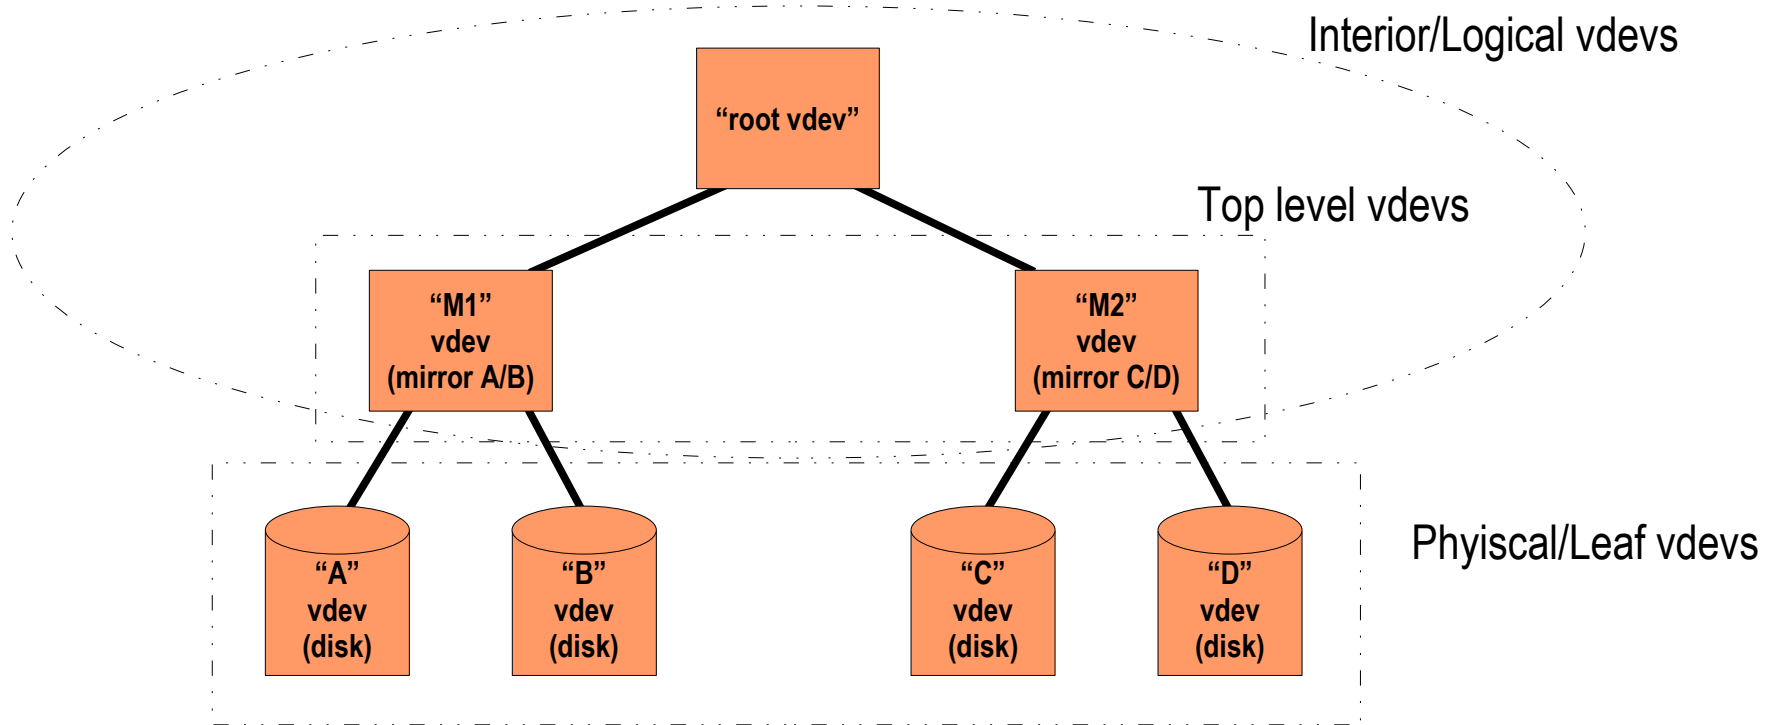 Interior/Logical vdevs
“root vdev”
Top level vdevs
“M1”
vdev
(mirror A/B)
“M2”
vdev
(mirror C/D)
Phyiscal/Leaf vdevs
“A”
vdev
(disk)
“B”
vdev
(disk)
“C”
vdev
(disk)
“D”
vdev
(disk)